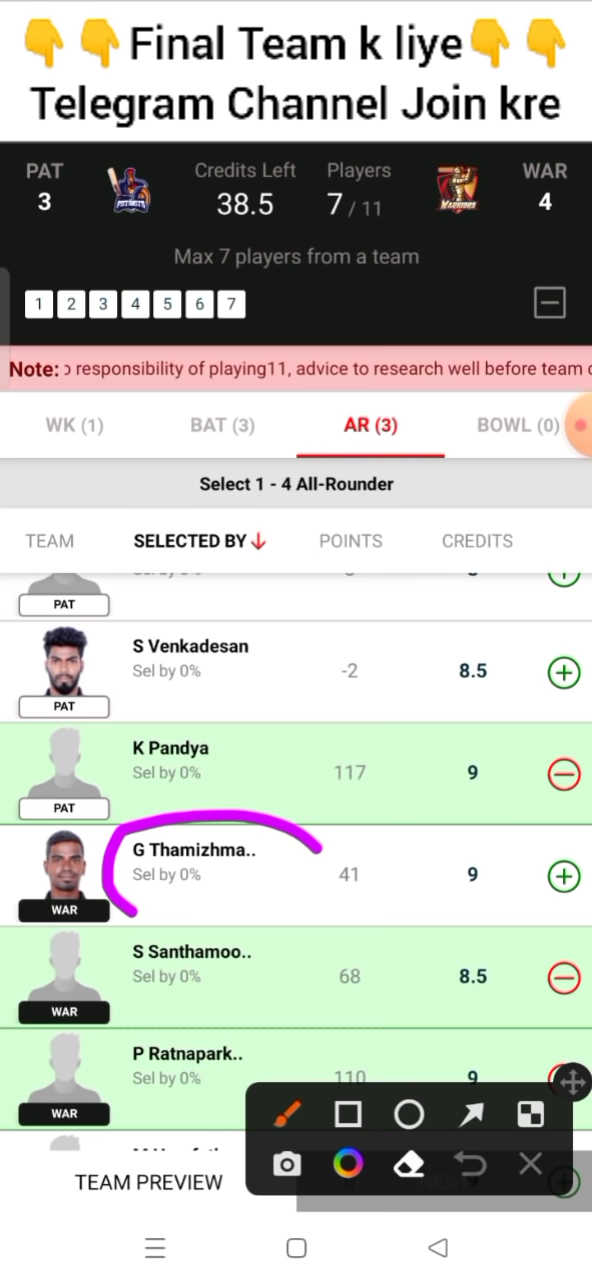 👇👇Final Team k liye👇👇
Telegram Channel Join kre
PAT Credits Left Players WAR
3 38.5 7 / 11 4
Max 7 players from a team
1 2 3 4 5 6 7
Note: responsibility of playing11, advice to research well before team
WK (1) BAT (3) AR (3) BOWL (0)
Select 1 - 4 All-Rounder
TEAM SELECTED BY POINTS CREDITS
PAT
S Venkadesan
Sel by 0% -2 8.5
PAT
K Pandya
Sel by 0% 117 9
PAT
G Thamizhma..
Sel by 0% 41 9
WAR
S Santhamoo..
Sel by 0% 68 8.5
WAR
P Ratnapark..
Sel by 0% 110 9
WAR
TEAM PREVIEW